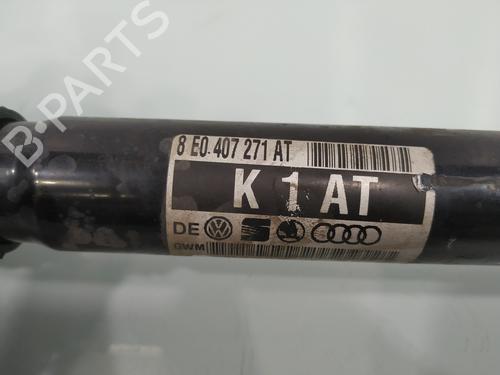 8 E0. 407 271 AT
K 1 AT
DE
GWM
B-Parts